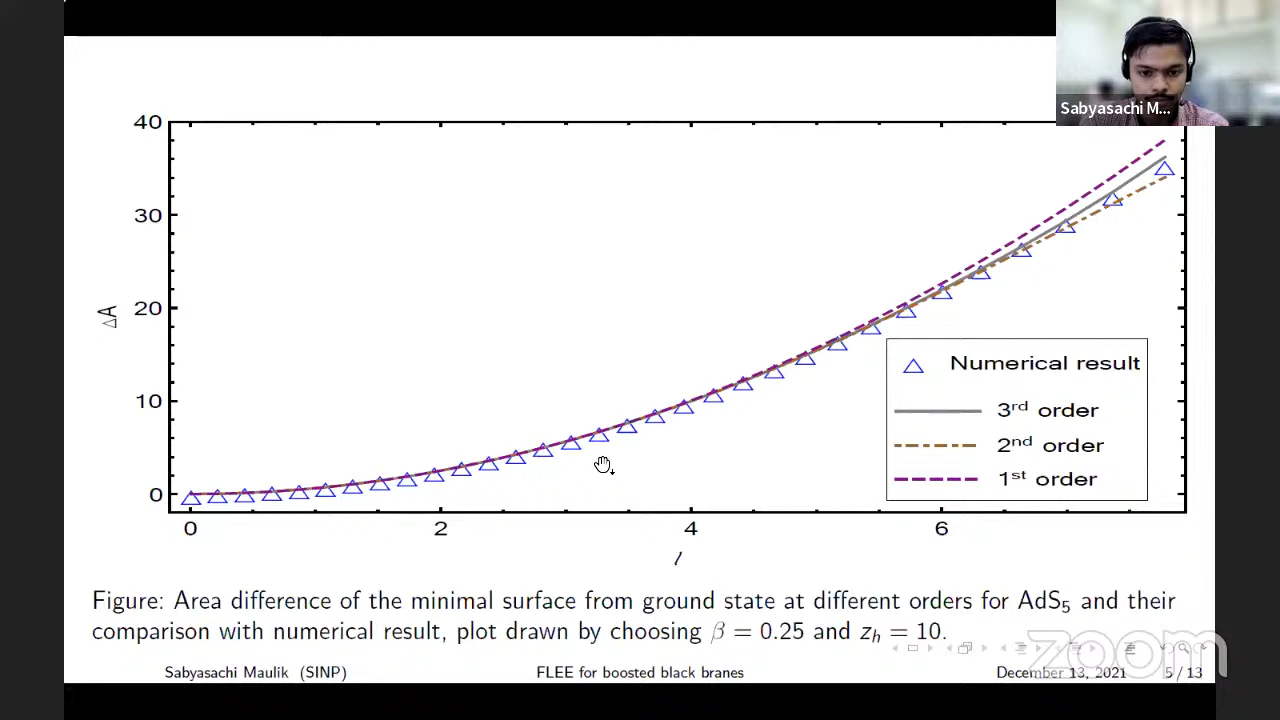 Sabyasachi M...
40
30
20
10
0
ΔA
0 2 4 6
l
Numerical result
3rd order
2nd order
1st order
Figure: Area difference of the minimal surface from ground state at different orders for AdS5 and their
comparison with numerical result, plot drawn by choosing β = 0.25 and zh = 10.
Sabyasachi Maulik (SINP) FLEE for boosted black branes December 13, 2021 5 / 13
zoom